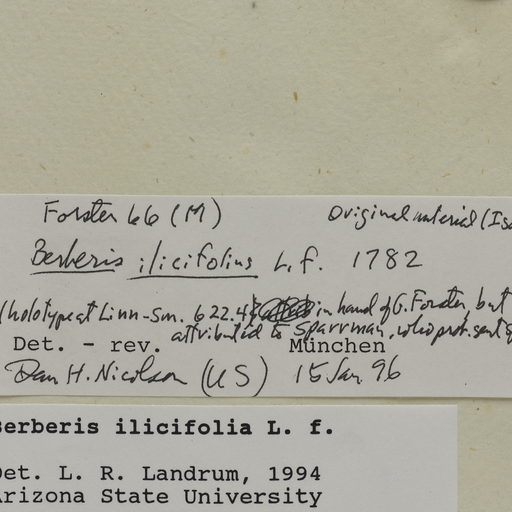 Forster 66 (M) Original material (Iso
Berberis ilicifolius L.f. 1782
(holotype at Linn-Sm. 622.4 in hand of G. Forster, but
attributed to Sparrman, who prob. sent
Det. - rev. München
Dan H. Nicolson (US) 15 Jan. 96
Berberis ilicifolia L. f.
Det. L. R. Landrum, 1994
Arizona State University